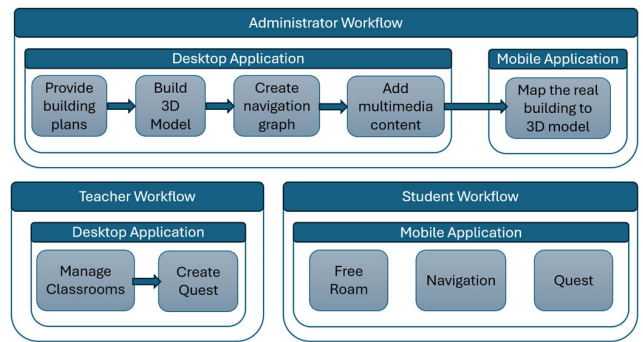 Administrator Workflow
Desktop Application
Mobile Application
Provide
building
plans
Build
3D
Model
Create
navigation
graph
Add
multimedia
content
Map the real
building to
3D model
Teacher Workflow
Desktop Application
Manage
Classrooms
Create
Quest
Student Workflow
Mobile Application
Free
Roam
Navigation
Quest